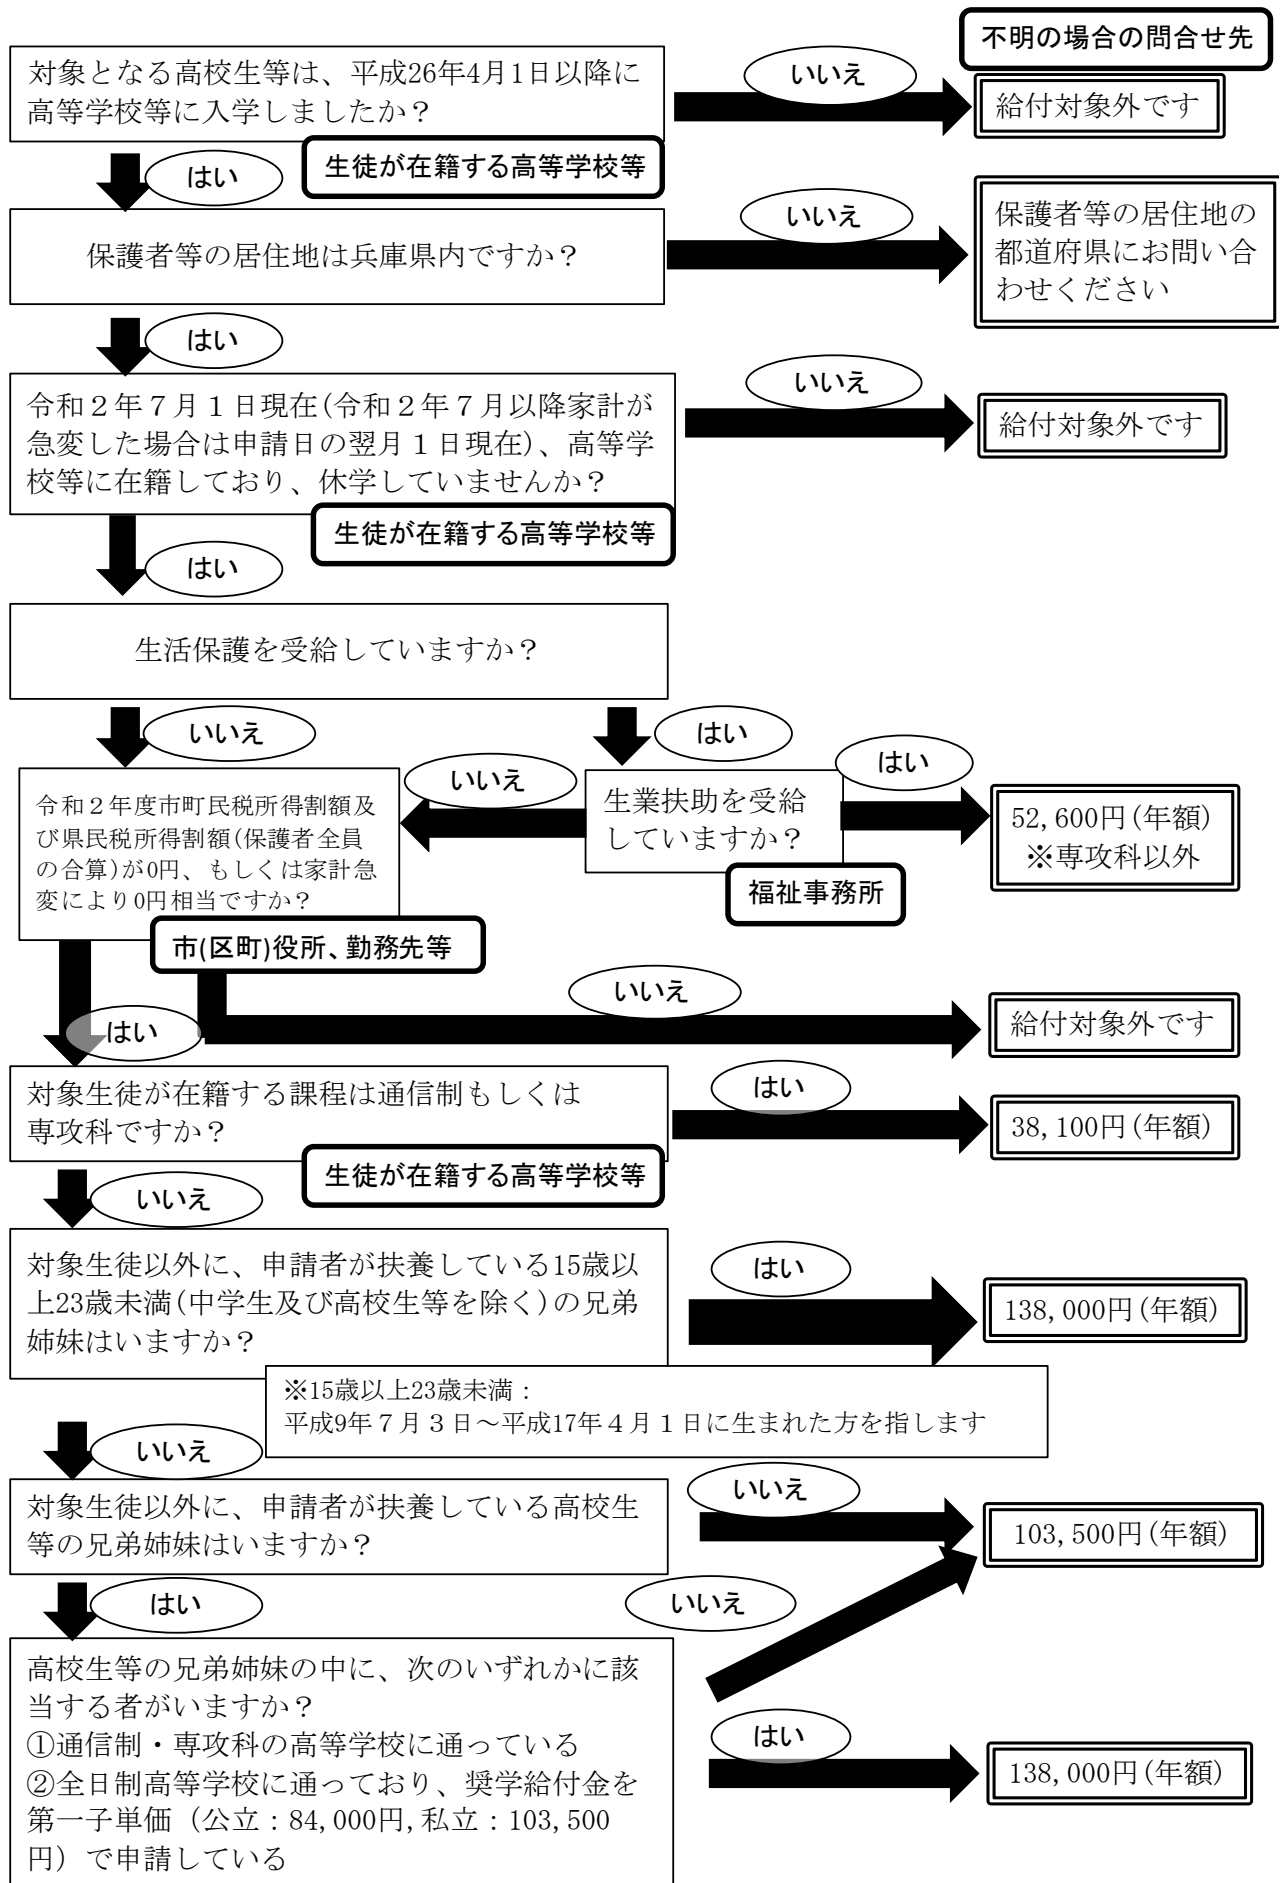 不明の場合の問合せ先
対象となる高校生等は、平成26年4月1日以降に
高等学校等に入学しましたか？
いいえ
給付対象外です
生徒が在籍する高等学校等
はい
保護者等の居住地は兵庫県内ですか？
いいえ
保護者等の居住地の
都道府県にお問い合
わせください
はい
令和２年７月１日現在(令和２年７月以降家計が
急変した場合は申請日の翌月１日現在)、高等学
校等に在籍しており、休学していませんか？
いいえ
給付対象外です
生徒が在籍する高等学校等
はい
生活保護を受給していますか？
いいえ
はい
令和２年度市町民税所得割額及
び県民税所得割額(保護者全員
の合算)が0円、もしくは家計急
変により0円相当ですか？
いいえ
生業扶助を受給
していますか？
はい
52,600円(年額)
※専攻科以外
福祉事務所
市(区町)役所、勤務先等
いいえ
給付対象外です
はい
対象生徒が在籍する課程は通信制もしくは
専攻科ですか？
はい
38,100円(年額)
生徒が在籍する高等学校等
いいえ
対象生徒以外に、申請者が扶養している15歳以
上23歳未満(中学生及び高校生等を除く)の兄弟
姉妹はいますか？
はい
138,000円(年額)
※15歳以上23歳未満：
平成9年７月３日～平成17年４月１日に生まれた方を指します
いいえ
対象生徒以外に、申請者が扶養している高校生
等の兄弟姉妹はいますか？
いいえ
103,500円(年額)
はい
いいえ
高校生等の兄弟姉妹の中に、次のいずれかに該
当する者がいますか？
①通信制・専攻科の高等学校に通っている
②全日制高等学校に通っており、奨学給付金を
第一子単価（公立：84,000円,私立：103,500
円）で申請している
はい
138,000円(年額)